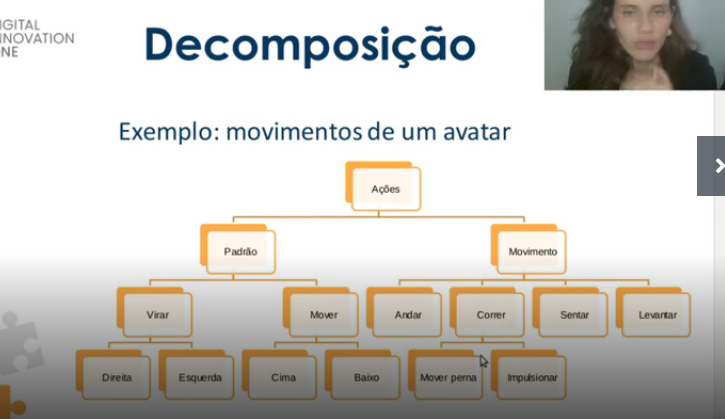 IGITAL
NNOVATION
NE
Decomposição
Exemplo: movimentos de um avatar
Ações
Padrão
Movimento
Virar
Mover
Andar
Correr
Sentar
Levantar
Direita
Esquerda
Cima
Baixo
Mover perna
Impulsionar